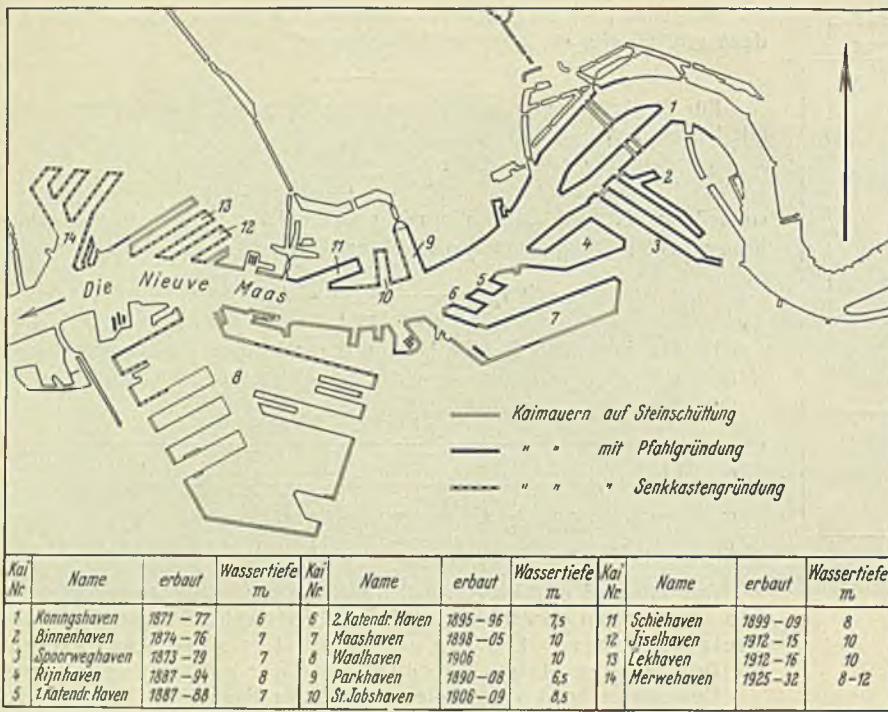 1
2
3
4
5
6
7
8
9
10
11
12
13
14
Die Nieuve Maas
Kaimauern auf Steinschüttung
" " mit Pfahlgründung
" " " Senkkastengründung
Kai Nr. Name erbaut Wassertiefe m Kai Nr. Name erbaut Wassertiefe m Kai Nr. Name erbaut Wassertiefe m
1 Koningshaven 1871–77 6 6 2.Katendr. Haven 1895–96 7,5 11 Schiehaven 1899–09 8
2 Binnenhaven 1874–76 7 7 Maashaven 1898–05 10 12 Jiselhaven 1912–15 10
3 Spoorweghaven 1873–79 7 8 Waalhaven 1906 10 13 Lekhaven 1912–16 10
4 Rijnhaven 1887–94 8 9 Parkhaven 1890–08 6,5 14 Merwehaven 1925–32 8–12
5 1.Katendr. Haven 1887–88 7 10 St.Jobshaven 1906–09 8,5